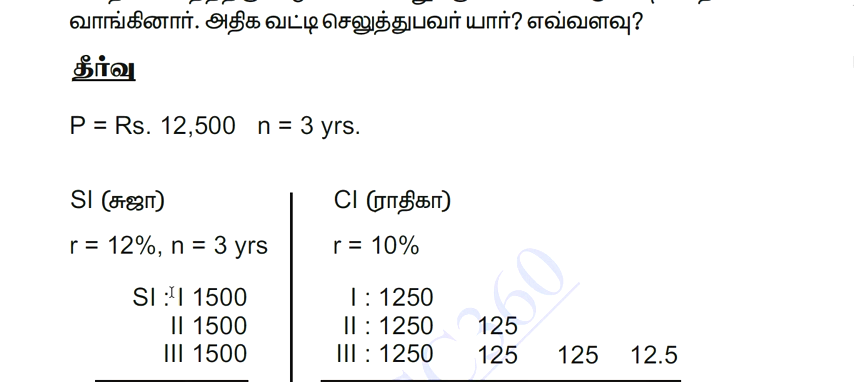 வாங்கினார். அதிக வட்டி செலுத்துபவர் யார்? எவ்வளவு?
தீர்வு
P = Rs. 12,500 n = 3 yrs.
SI (சுஜா)
r = 12%, n = 3 yrs
SI : I 1500
II 1500
III 1500
CI (ராதிகா)
r = 10%
I : 1250
II : 1250 125
III : 1250 125 125 12.5
C360